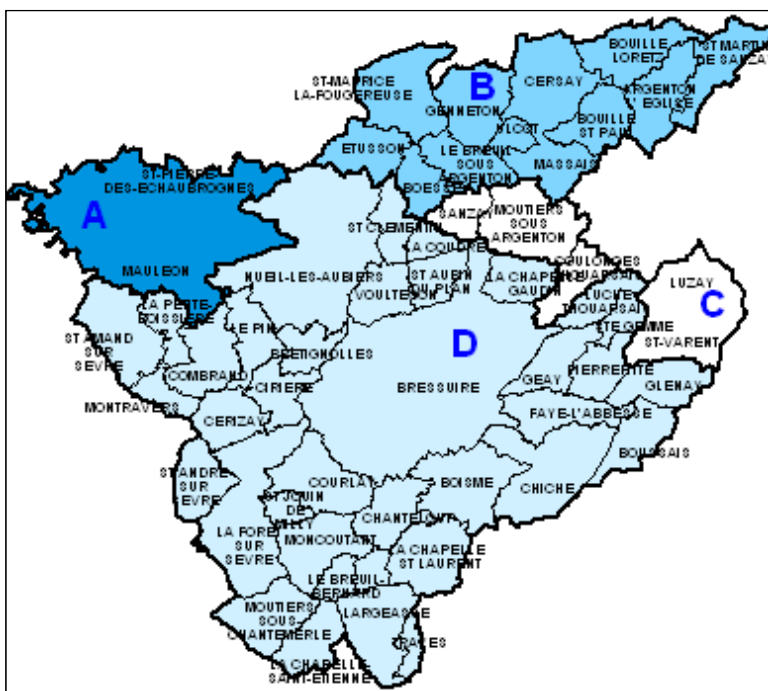 BOUILLE
LORETZ
ST MARTIN
DE SANZAY
ST-MAURICE
LA-FOUGEREUSE
B
CERSAY
ARGENTON
L'EGLISE
GENNETON
ULCOT
BOUILLE
ST PAUL
ETUSSON
LE BREUIL
SOUS
ARGENTON
MASSAIS
BOESSE
ST-PIERRE
DES-ECHAUBROGNES
A
MAULEON
SANZAY
MOUTIERS
SOUS
ARGENTON
ST CLEMENTIN
LA COUDRE
NUEIL-LES-AUBIERS
VOULTEGON
ST AUBIN
DU PLAN
LA CHAPELLE
GAUDIN
COULONGES
THOUARSAIS
LUCHE
THOUARSAIS
LUZAY
C
STE GEMME
ST-VARENT
LA PETITE
BOISSIERE
LE PIN
ST AMAND
SUR
SEVRE
BRETIGNOLLES
D
COMBRAND
CIRIERE
BRESSUIRE
GEAY
PIERREFITE
GLENAY
MONTRAVERS
CERIZAY
FAYE-L'ABBESSE
BOUSSAIS
ST ANDRE
SUR
SEVRE
COURLAY
BOISME
CHICHE
ST JOUIN
DE
MILLY
CHANTELOUP
LA FORE
SUR
SEVRE
MONCOUTANT
LA CHAPELLE
ST LAURENT
LE BREUIL-
BERNARD
MOUTIERS
SOUS-
CHANTEMERLE
LARGEASSE
TRAYES
LA CHAPELLE
SAINT-ETIENNE